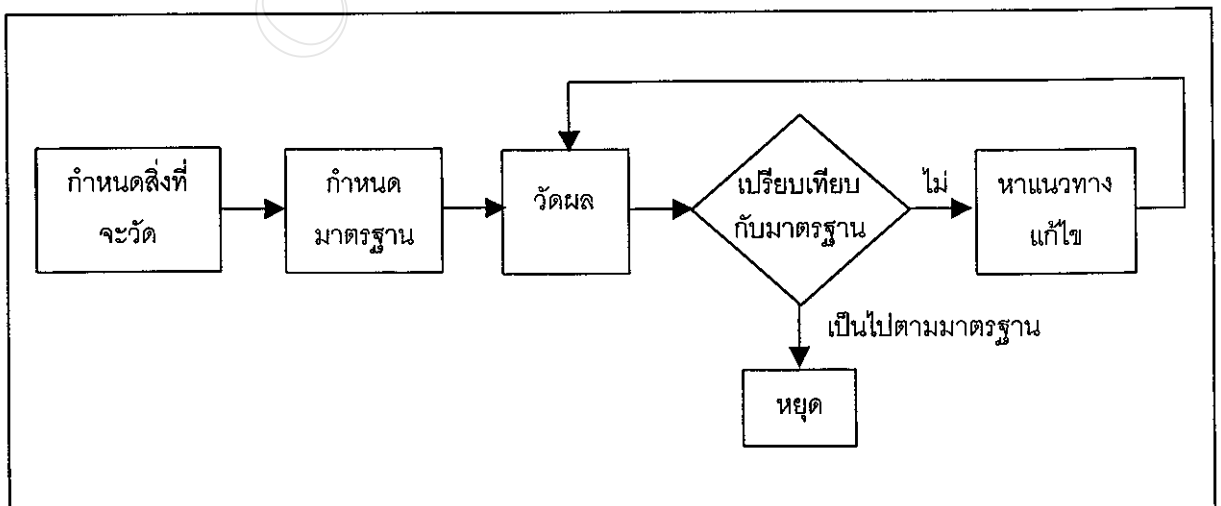 กำหนดสิ่งที่
จะวัด
กำหนด
มาตรฐาน
วัดผล
เปรียบเทียบ
กับมาตรฐาน
ไม่
หาแนวทาง
แก้ไข
เป็นไปตามมาตรฐาน
หยุด